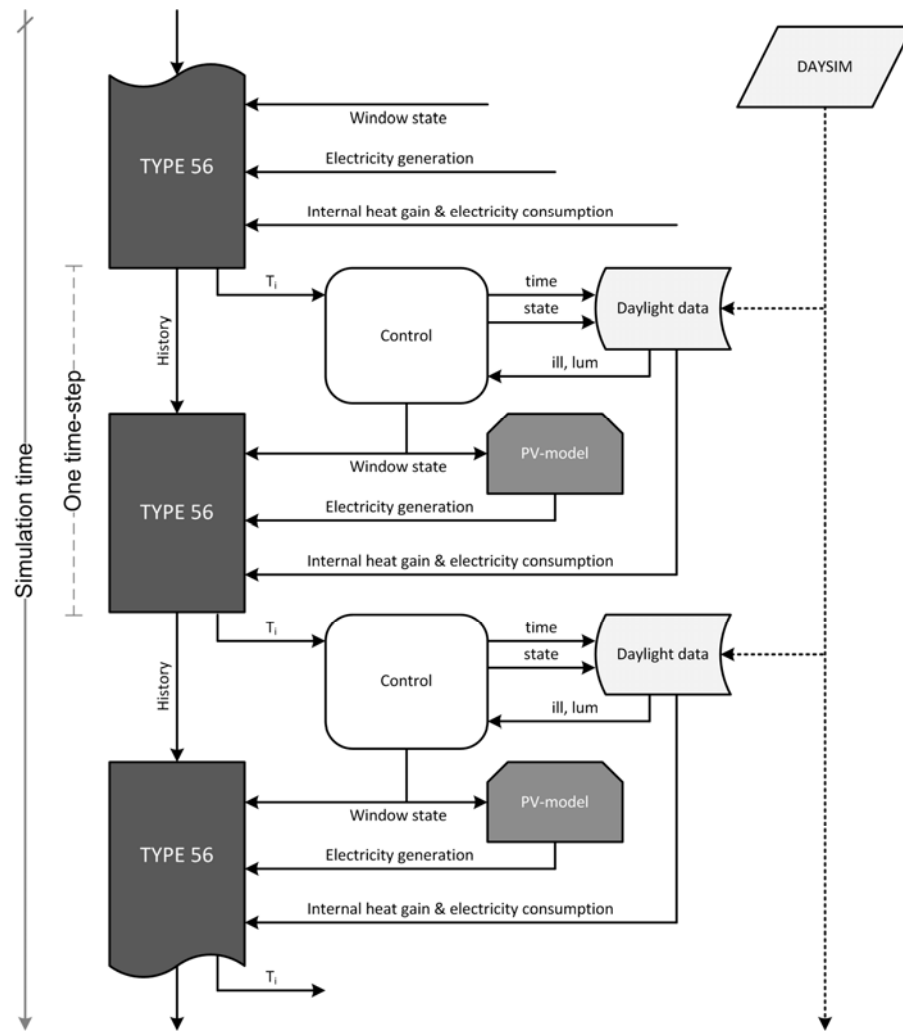 DAYSIM
Window state
TYPE 56
Electricity generation
Internal heat gain & electricity consumption
Tᵢ
time
state
Control
Daylight data
ill, lum
History
One time-step
Simulation time
Window state
PV-model
Electricity generation
TYPE 56
Internal heat gain & electricity consumption
Tᵢ
time
state
Control
Daylight data
ill, lum
History
Window state
PV-model
Electricity generation
TYPE 56
Internal heat gain & electricity consumption
Tᵢ